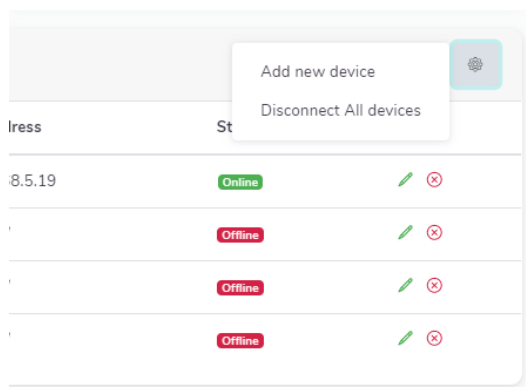 Add new device
Disconnect All devices
dress St
8.5.19 Online
Offline
Offline
Offline